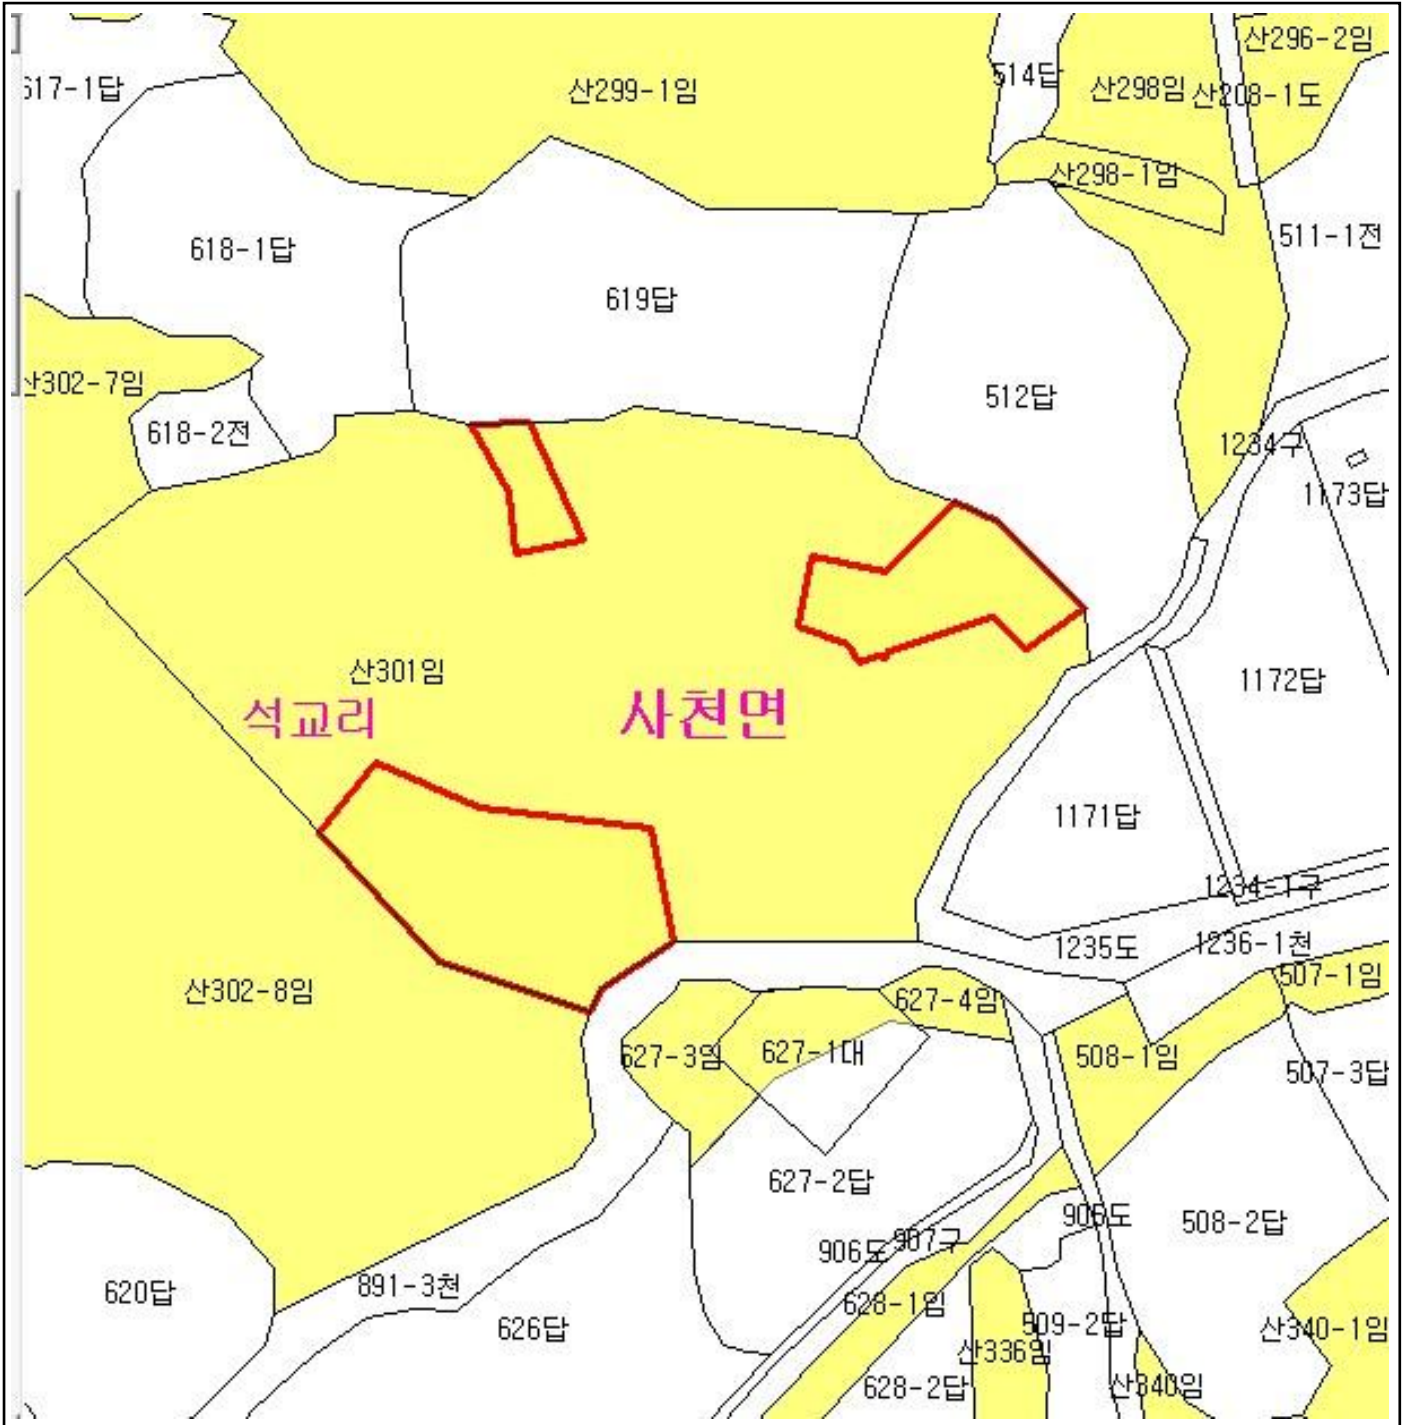 산296-2임
617-1답
산299-1임
514답
산298임
산208-1도
산298-1임
618-1답
511-1전
619답
산302-7임
512답
618-2전
1234구
1173답
산301임
석교리
사천면
1172답
1171답
1234-1구
1235도
1236-1천
산302-8임
627-4임
507-1임
627-3임
627-1대
508-1임
507-3답
627-2답
906도
907구
906도
508-2답
620답
891-3천
626답
628-1임
509-2답
산336임
산340-1임
628-2답
산340임